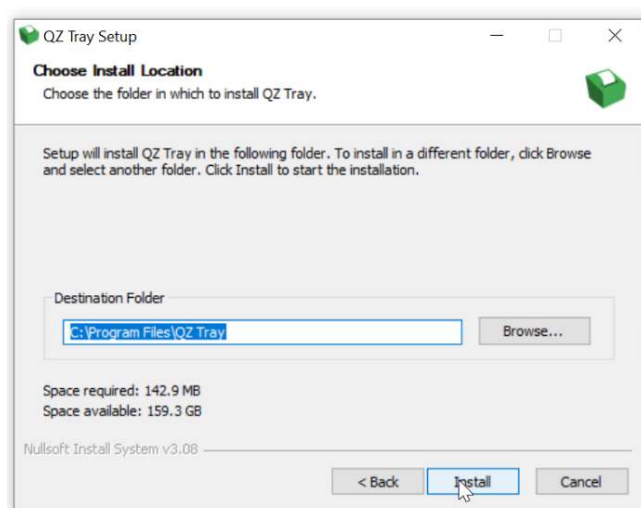 QZ Tray Setup
Choose Install Location
Choose the folder in which to install QZ Tray.
Setup will install QZ Tray in the following folder. To install in a different folder, click Browse
and select another folder. Click Install to start the installation.
Destination Folder
C:\Program Files\QZ Tray
Browse...
Space required: 142.9 MB
Space available: 159.3 GB
Nullsoft Install System v3.08
< Back Install Cancel